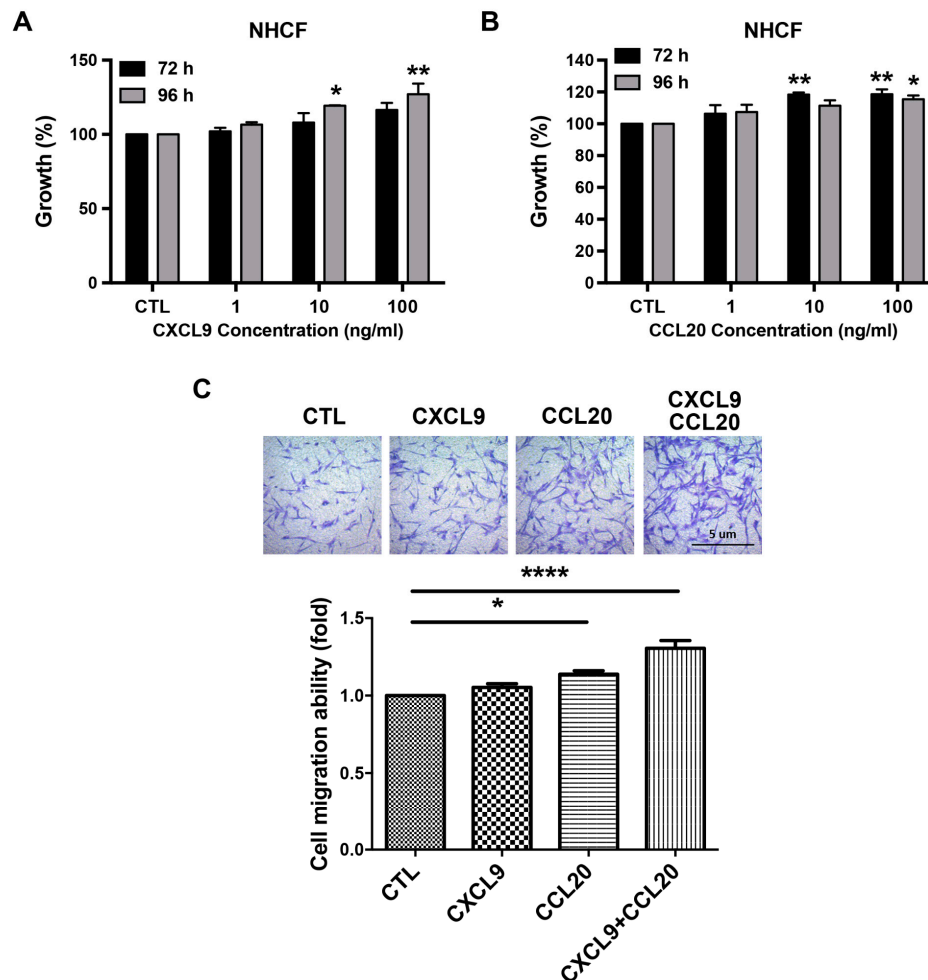 A
NHCF
72 h
96 h
*
**
150
100
50
0
Growth (%)
CTL
1
10
100
CXCL9 Concentration (ng/ml)
B
NHCF
72 h
96 h
**
**
*
140
120
100
80
60
40
20
0
Growth (%)
CTL
1
10
100
CCL20 Concentration (ng/ml)
C
CTL
CXCL9
CCL20
CXCL9
CCL20
5 um
****
*
1.5
1.0
0.5
0.0
Cell migration ability (fold)
CTL
CXCL9
CCL20
CXCL9+CCL20